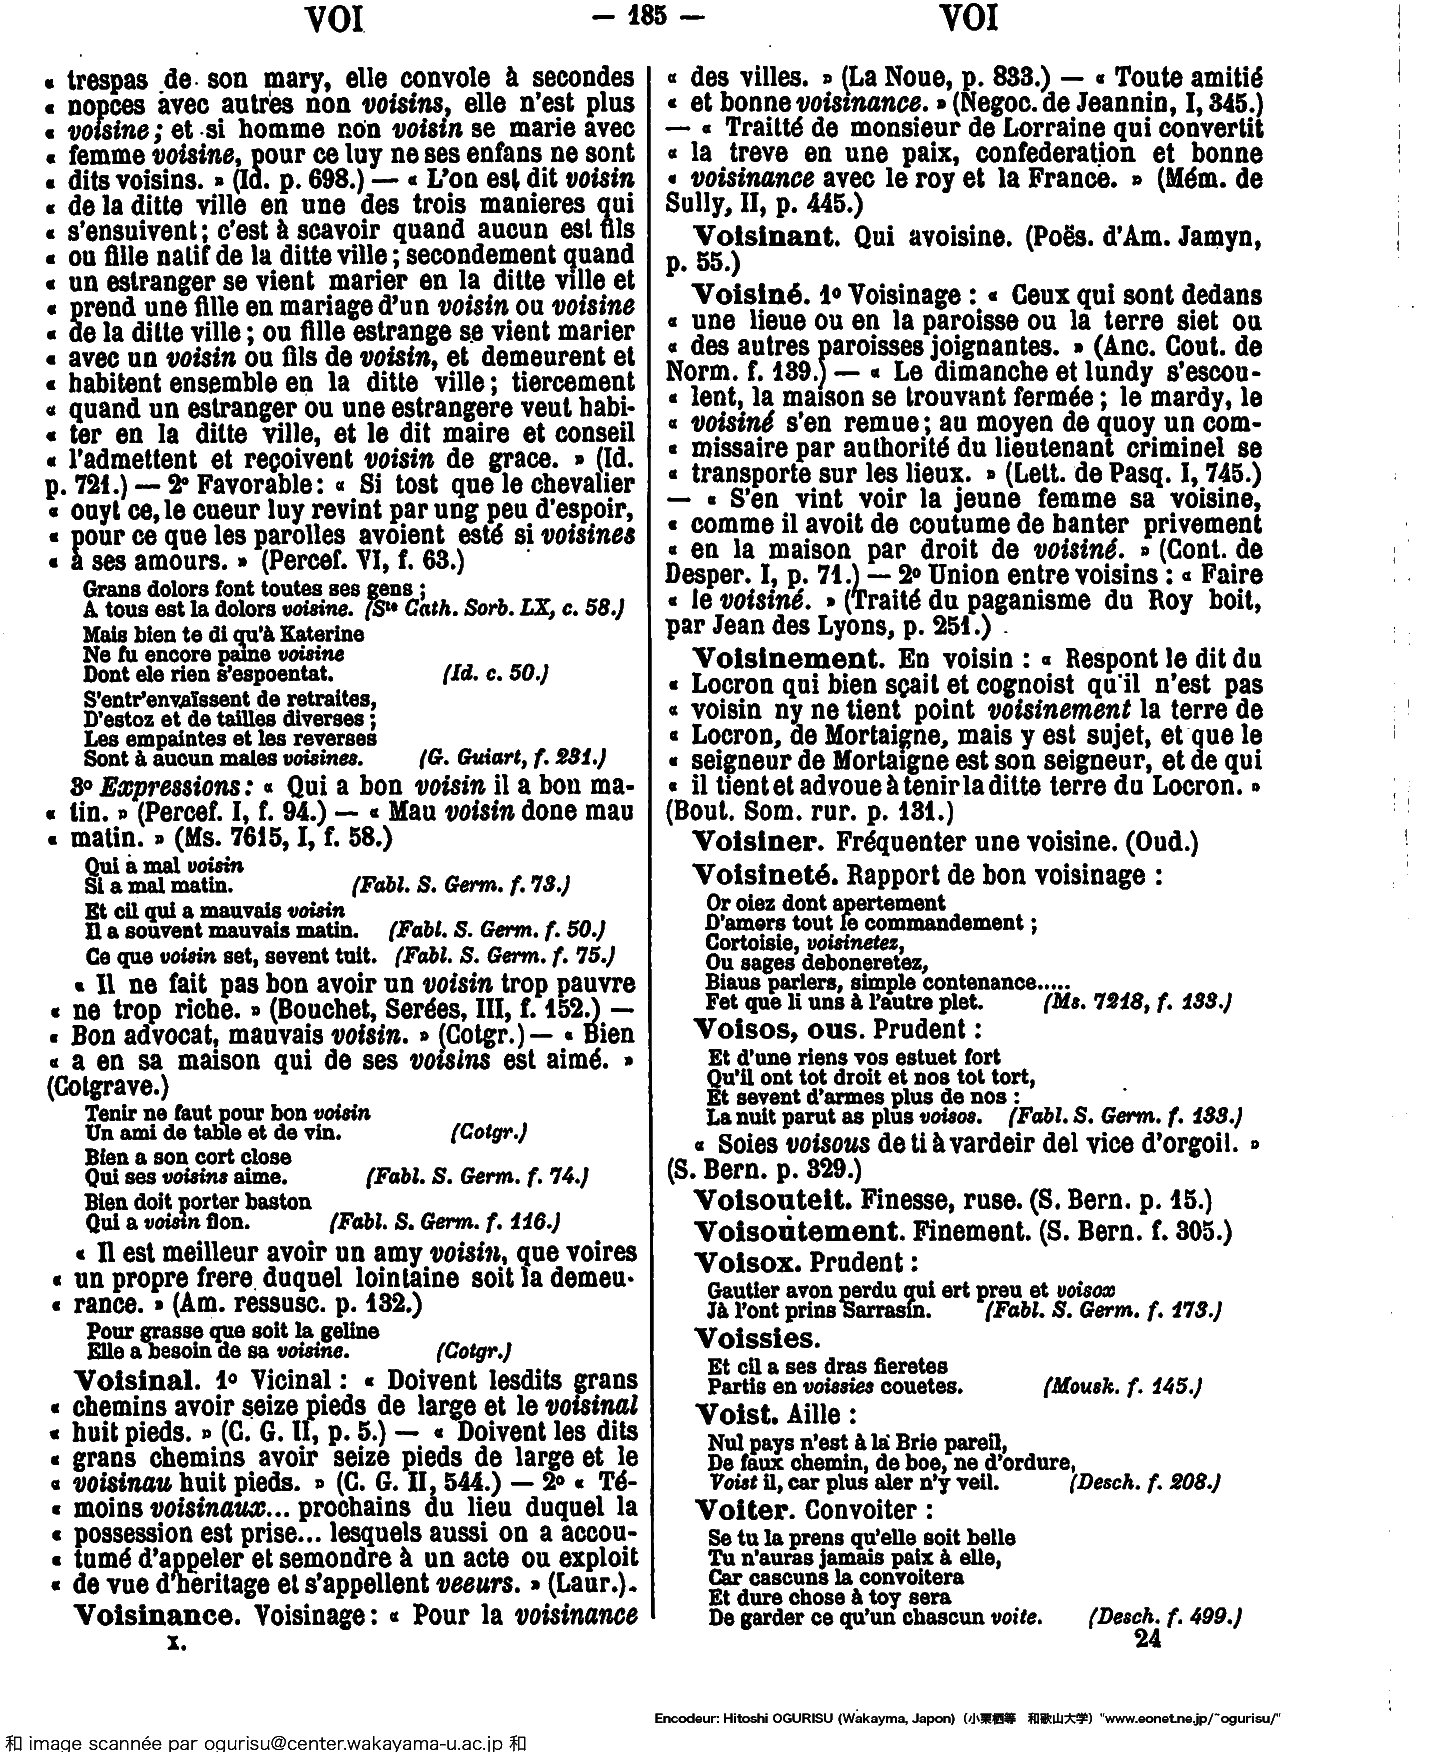 VOI — 185 — VOI
« trespas de son mary, elle convole à secondes
« nopces avec autres non voisins, elle n'est plus
« voisine ; et si homme non voisin se marie avec
« femme voisine, pour ce luy ne ses enfans ne sont
« dits voisins. » (Id. p. 698.) — « L'on est dit voisin
« de la ditte ville en une des trois manieres qui
« s'ensuivent ; c'est à scavoir quand aucun est fils
« ou fille natif de la ditte ville ; secondement quand
« un estranger se vient marier en la ditte ville et
« prend une fille en mariage d'un voisin ou voisine
« de la ditte ville ; ou fille estrange se vient marier
« avec un voisin ou fils de voisin, et demeurent et
« habitent ensemble en la ditte ville ; tiercement
« quand un estranger ou une estrangere veut habi-
« ter en la ditte ville, et le dit maire et conseil
« l'admettent et reçoivent voisin de grace. » (Id.
p. 721.) — 2° Favorable : « Si tost que le chevalier
« ouyt ce, le cueur luy revint par ung peu d'espoir,
« pour ce que les parolles avoient esté si voisines
« à ses amours. » (Percef. VI, f. 63.)
Grans dolors font toutes ses gens ;
A tous est la dolors voisine. (Ste Cath. Sorb. LX, c. 58.)
Mais bien te di qu'à Katerine
Ne fu encore paine voisine
Dont ele rien s'espoentat. (Id. c. 50.)
S'entr'envaïssent de retraites,
D'estoz et de tailles diverses ;
Les empaintes et les reverses
Sont à aucun males voisines. (G. Guiart, f. 231.)
3° Expressions : « Qui a bon voisin il a bon ma-
« tin. » (Percef. I, f. 94.) — « Mau voisin done mau
« matin. » (Ms. 7615, I, f. 58.)
Qui a mal voisin
Si a mal matin. (Fabl. S. Germ. f. 73.)
Et cil qui a mauvais voisin
Il a souvent mauvais matin. (Fabl. S. Germ. f. 50.)
Ce que voisin set, sevent tuit. (Fabl. S. Germ. f. 75.)
« Il ne fait pas bon avoir un voisin trop pauvre
« ne trop riche. » (Bouchet, Serées, III, f. 152.) —
« Bon advocat, mauvais voisin. » (Cotgr.) — « Bien
« a en sa maison qui de ses voisins est aimé. »
(Cotgrave.)
Tenir ne faut pour bon voisin
Un ami de table et de vin. (Cotgr.)
Bien a son cort close
Qui ses voisins aime. (Fabl. S. Germ. f. 74.)
Bien doit porter baston
Qui a voisin flon. (Fabl. S. Germ. f. 116.)
« Il est meilleur avoir un amy voisin, que voires
« un propre frere duquel lointaine soit la demeu-
« rance. » (Am. ressusc. p. 132.)
Pour grasse que soit la geline
Elle a besoin de sa voisine. (Cotgr.)
Voisinal. 1° Vicinal : « Doivent lesdits grans
« chemins avoir seize pieds de large et le voisinal
« huit pieds. » (C. G. II, p. 5.) — « Doivent les dits
« grans chemins avoir seize pieds de large et le
« voisinau huit pieds. » (C. G. II, 544.) — 2° « Té-
« moins voisinaux... prochains du lieu duquel la
« possession est prise... lesquels aussi on a accou-
« tumé d'appeler et semondre à un acte ou exploit
« de vue d'heritage et s'appellent veeurs. » (Laur.).
Voisinance. Voisinage : « Pour la voisinance
X.
« des villes. » (La Noue, p. 833.) — « Toute amitié
« et bonne voisinance. » (Negoc. de Jeannin, I, 345.)
— « Traitté de monsieur de Lorraine qui convertit
« la treve en une paix, confederation et bonne
« voisinance avec le roy et la France. » (Mém. de
Sully, II, p. 445.)
Voisinant. Qui avoisine. (Poës. d'Am. Jamyn,
p. 55.)
Voisiné. 1° Voisinage : « Ceux qui sont dedans
« une lieue ou en la paroisse ou la terre siet ou
« des autres paroisses joignantes. » (Anc. Cout. de
Norm. f. 139.) — « Le dimanche et lundy s'escou-
« lent, la maison se trouvant fermée ; le mardy, le
« voisiné s'en remue ; au moyen de quoy un com-
« missaire par authorité du lieutenant criminel se
« transporte sur les lieux. » (Lett. de Pasq. I, 745.)
— « S'en vint voir la jeune femme sa voisine,
« comme il avoit de coutume de hanter privement
« en la maison par droit de voisiné. » (Cont. de
Desper. I, p. 71.) — 2° Union entre voisins : « Faire
« le voisiné. » (Traité du paganisme du Roy boit,
par Jean des Lyons, p. 251.)
Voisinement. En voisin : « Respont le dit du
« Locron qui bien sçait et cognoist qu'il n'est pas
« voisin ny ne tient point voisinement la terre de
« Locron, de Mortaigne, mais y est sujet, et que le
« seigneur de Mortaigne est son seigneur, et de qui
« il tient et advoue à tenir la ditte terre du Locron. »
(Bout. Som. rur. p. 131.)
Voisiner. Fréquenter une voisine. (Oud.)
Voisineté. Rapport de bon voisinage :
Or oiez dont apertement
D'amors tout le commandement ;
Cortoisie, voisinetez,
Ou sages deboneretez,
Biaus parlers, simple contenance.....
Fet que li uns à l'autre plet. (Ms. 7218, f. 133.)
Voisos, ous. Prudent :
Et d'une riens vos estuet fort
Qu'il ont tot droit et nos tot tort,
Et sevent d'armes plus de nos :
La nuit parut as plus voisos. (Fabl. S. Germ. f. 133.)
« Soies voisous de ti à vardeir del vice d'orgoil. »
(S. Bern. p. 329.)
Voisouteit. Finesse, ruse. (S. Bern. p. 15.)
Voisoutement. Finement. (S. Bern. f. 305.)
Voisox. Prudent :
Gautier avon perdu qui ert preu et voisox
Jà l'ont prins Sarrasin. (Fabl. S. Germ. f. 173.)
Voissies.
Et cil a ses dras fieretes
Partis en voissies couetes. (Mousk. f. 145.)
Voist. Aille :
Nul pays n'est à la Brie pareil,
De faux chemin, de boe, ne d'ordure,
Voist il, car plus aler n'y veil. (Desch. f. 208.)
Voiter. Convoiter :
Se tu la prens qu'elle soit belle
Tu n'auras jamais paix à elle,
Car cascuns la convoitera
Et dure chose à toy sera
De garder ce qu'un chascun voite. (Desch. f. 499.)
24
Encodeur: Hitoshi OGURISU (Wakayma, Japon) (小栗栖等 和歌山大学) "www.eonet.ne.jp/~ogurisu/"
和 image scannée par ogurisu@center.wakayama-u.ac.jp 和